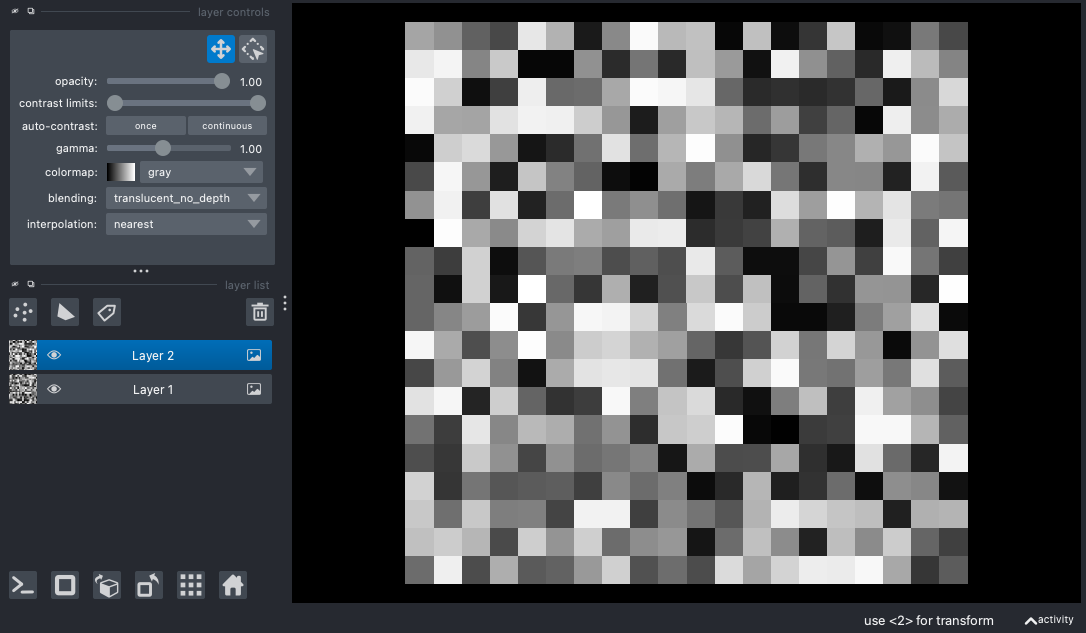 layer controls
opacity: 1.00
contrast limits:
auto-contrast: once continuous
gamma: 1.00
colormap: gray
blending: translucent_no_depth
interpolation: nearest
layer list
Layer 2
Layer 1
use <2> for transform activity